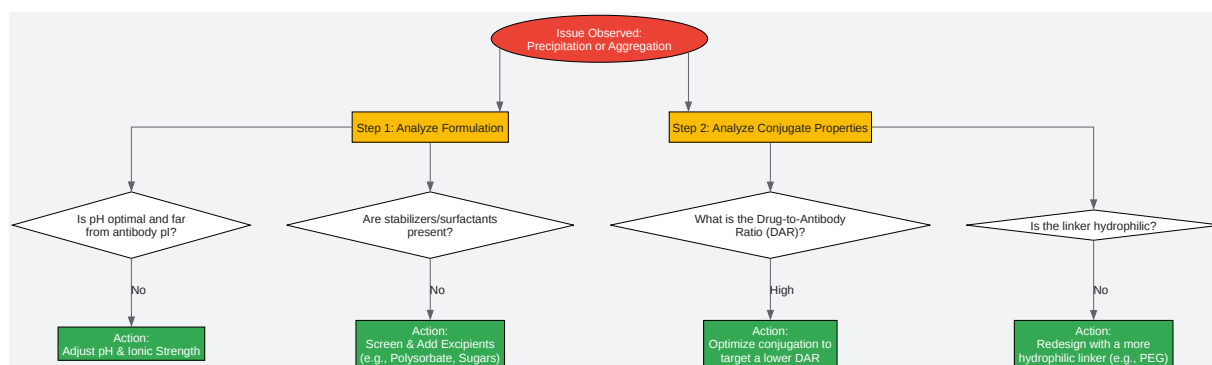 Issue Observed:
Precipitation or Aggregation
Step 1: Analyze Formulation
Step 2: Analyze Conjugate Properties
Is pH optimal and far
from antibody pI?
Are stabilizers/surfactants
present?
What is the Drug-to-Antibody
Ratio (DAR)?
Is the linker hydrophilic?
No
No
High
No
Action:
Adjust pH & Ionic Strength
Action:
Screen & Add Excipients
(e.g., Polysorbate, Sugars)
Action:
Optimize conjugation to
target a lower DAR
Action:
Redesign with a more
hydrophilic linker (e.g., PEG)